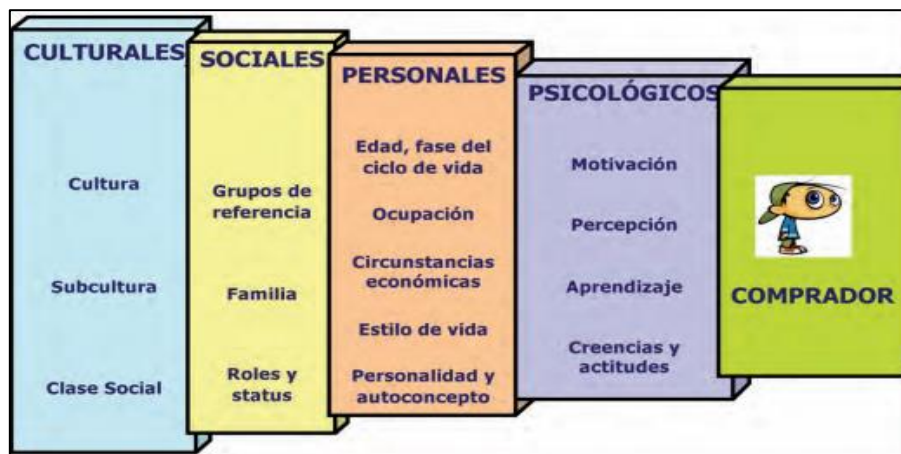 CULTURALES
Cultura
Subcultura
Clase Social
SOCIALES
Grupos de
referencia
Familia
Roles y
status
PERSONALES
Edad, fase del
ciclo de vida
Ocupación
Circunstancias
económicas
Estilo de vida
Personalidad y
autoconcepto
PSICOLÓGICOS
Motivación
Percepción
Aprendizaje
Creencias y
actitudes
COMPRADOR